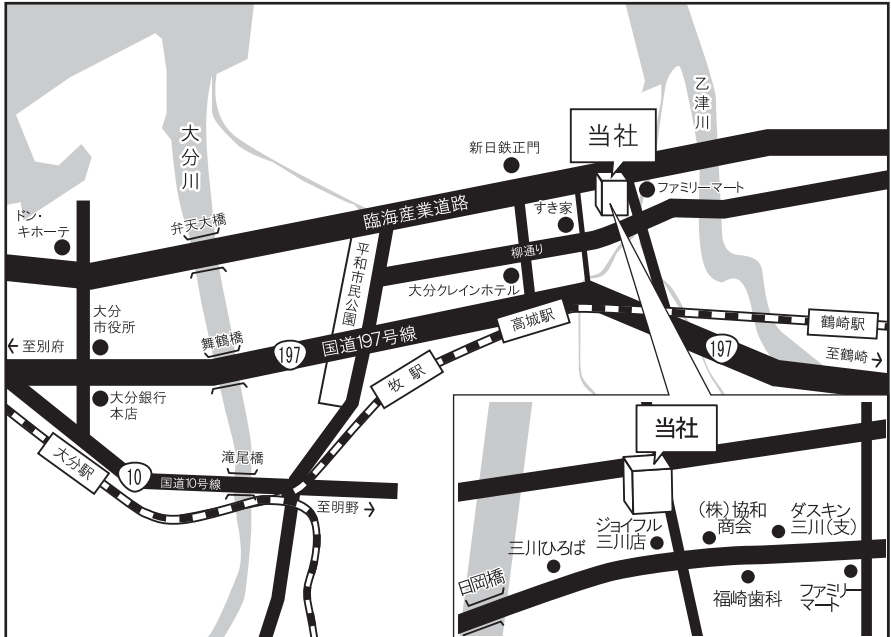 大分川
乙津川
新日鉄正門
当社
ファミリーマート
すき家
ドン・
キホーテ
弁天大橋
臨海産業道路
柳通り
平和市民公園
大分クレインホテル
大分
市役所
←至別府
舞鶴橋
197
国道197号線
高城駅
鶴崎駅
197
至鶴崎→
牧駅
大分銀行
本店
大分駅
10
国道10号線
滝尾橋
至明野→
当社
(株)協和
商会
ダスキン
三川(支)
ジョイフル
三川店
三川ひろば
日岡橋
福崎歯科
ファミリー
マート